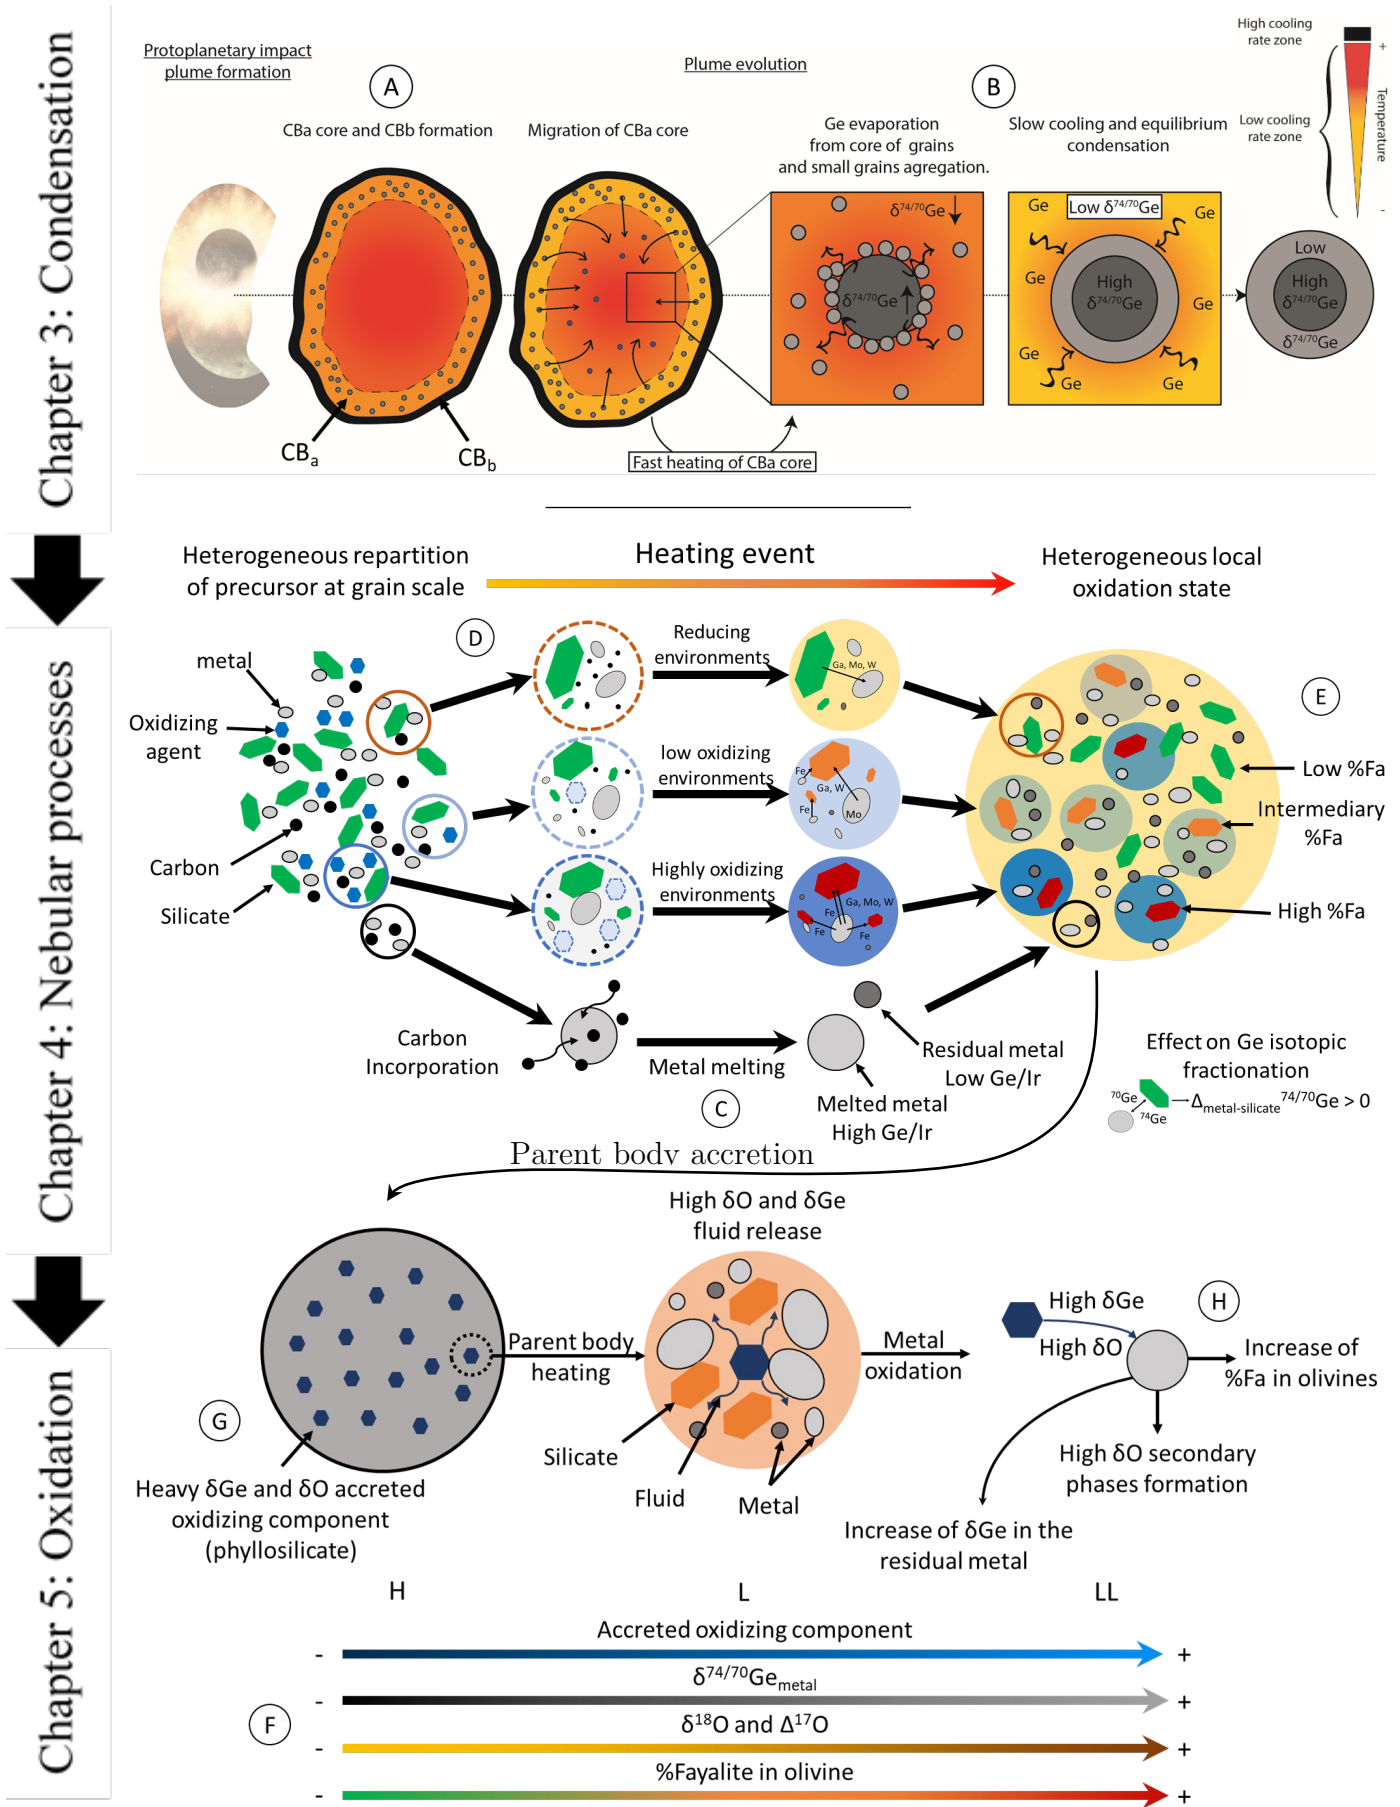 Chapter 3: Condensation
Protoplanetary impact
plume formation
A
Plume evolution
B
High cooling
rate zone
+
Low cooling
rate zone
Temperature
-
CBa core and CBb formation
Migration of CBa core
Ge evaporation
from core of grains
and small grains agregation.
Slow cooling and equilibrium
condensation
δ74/70Ge
δ74/70Ge
Ge
Low δ74/70Ge
Ge
Ge
High
δ74/70Ge
Ge
Ge
Ge
Ge
Low
High
δ74/70Ge
δ74/70Ge
CBa
CBb
Fast heating of CBa core
Chapter 4: Nebular processes
Heterogeneous repartition
of precursor at grain scale
Heating event
Heterogeneous local
oxidation state
D
metal
Oxidizing
agent
Carbon
Silicate
Reducing
environments
Ga, Mo, W
low oxidizing
environments
Fe
Ga, W
Fe
Mo
Highly oxidizing
environments
Ga, Mo, W
Fe
Fe
Fe
E
Low %Fa
Intermediary
%Fa
High %Fa
Carbon
Incorporation
Metal melting
C
Residual metal
Low Ge/Ir
Melted metal
High Ge/Ir
Effect on Ge isotopic
fractionation
70Ge
74Ge
Δmetal-silicate74/70Ge > 0
Parent body accretion
Chapter 5: Oxidation
High δO and δGe
fluid release
G
Heavy δGe and δO accreted
oxidizing component
(phyllosilicate)
Parent body
heating
Silicate
Fluid
Metal
Metal
oxidation
High δGe
High δO
H
Increase of
%Fa in olivines
High δO secondary
phases formation
Increase of δGe in the
residual metal
H
L
LL
F
Accreted oxidizing component
- +
δ74/70Gemetal
- +
δ18O and Δ17O
- +
%Fayalite in olivine
- +